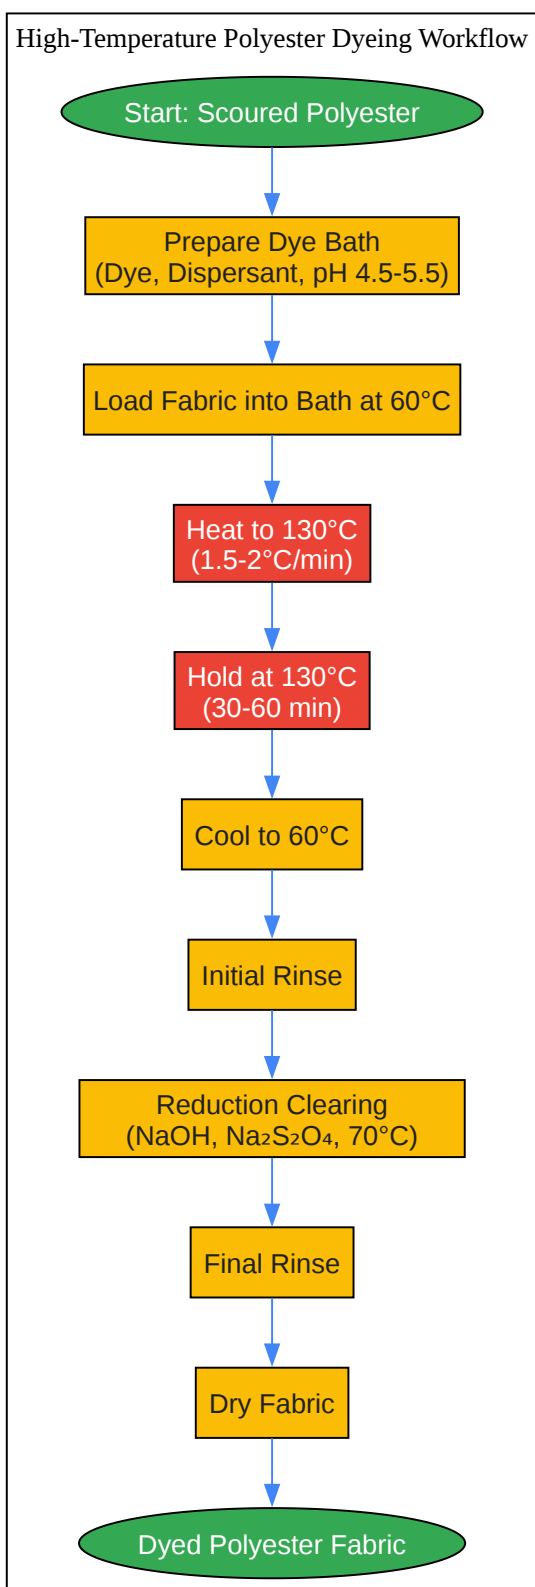 High-Temperature Polyester Dyeing Workflow
Start: Scoured Polyester
Prepare Dye Bath
(Dye, Dispersant, pH 4.5-5.5)
Load Fabric into Bath at 60°C
Heat to 130°C
(1.5-2°C/min)
Hold at 130°C
(30-60 min)
Cool to 60°C
Initial Rinse
Reduction Clearing
(NaOH, Na₂S₂O₄, 70°C)
Final Rinse
Dry Fabric
Dyed Polyester Fabric